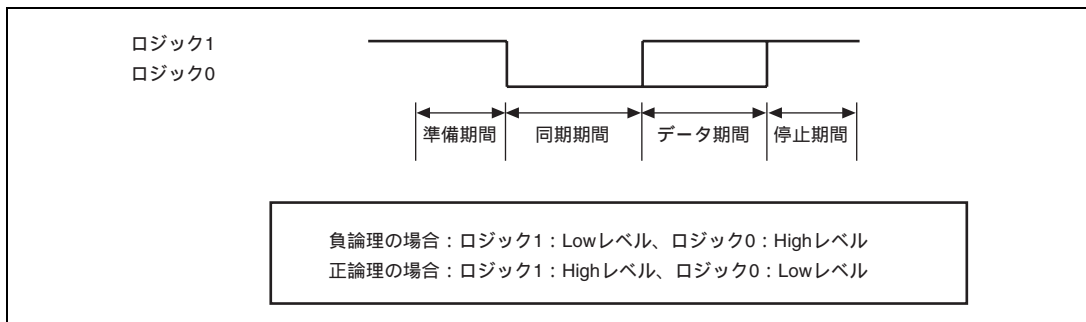 ロジック1
ロジック0
準備期間 同期期間 データ期間 停止期間
負論理の場合：ロジック1：Lowレベル、ロジック0：Highレベル
正論理の場合：ロジック1：Highレベル、ロジック0：Lowレベル